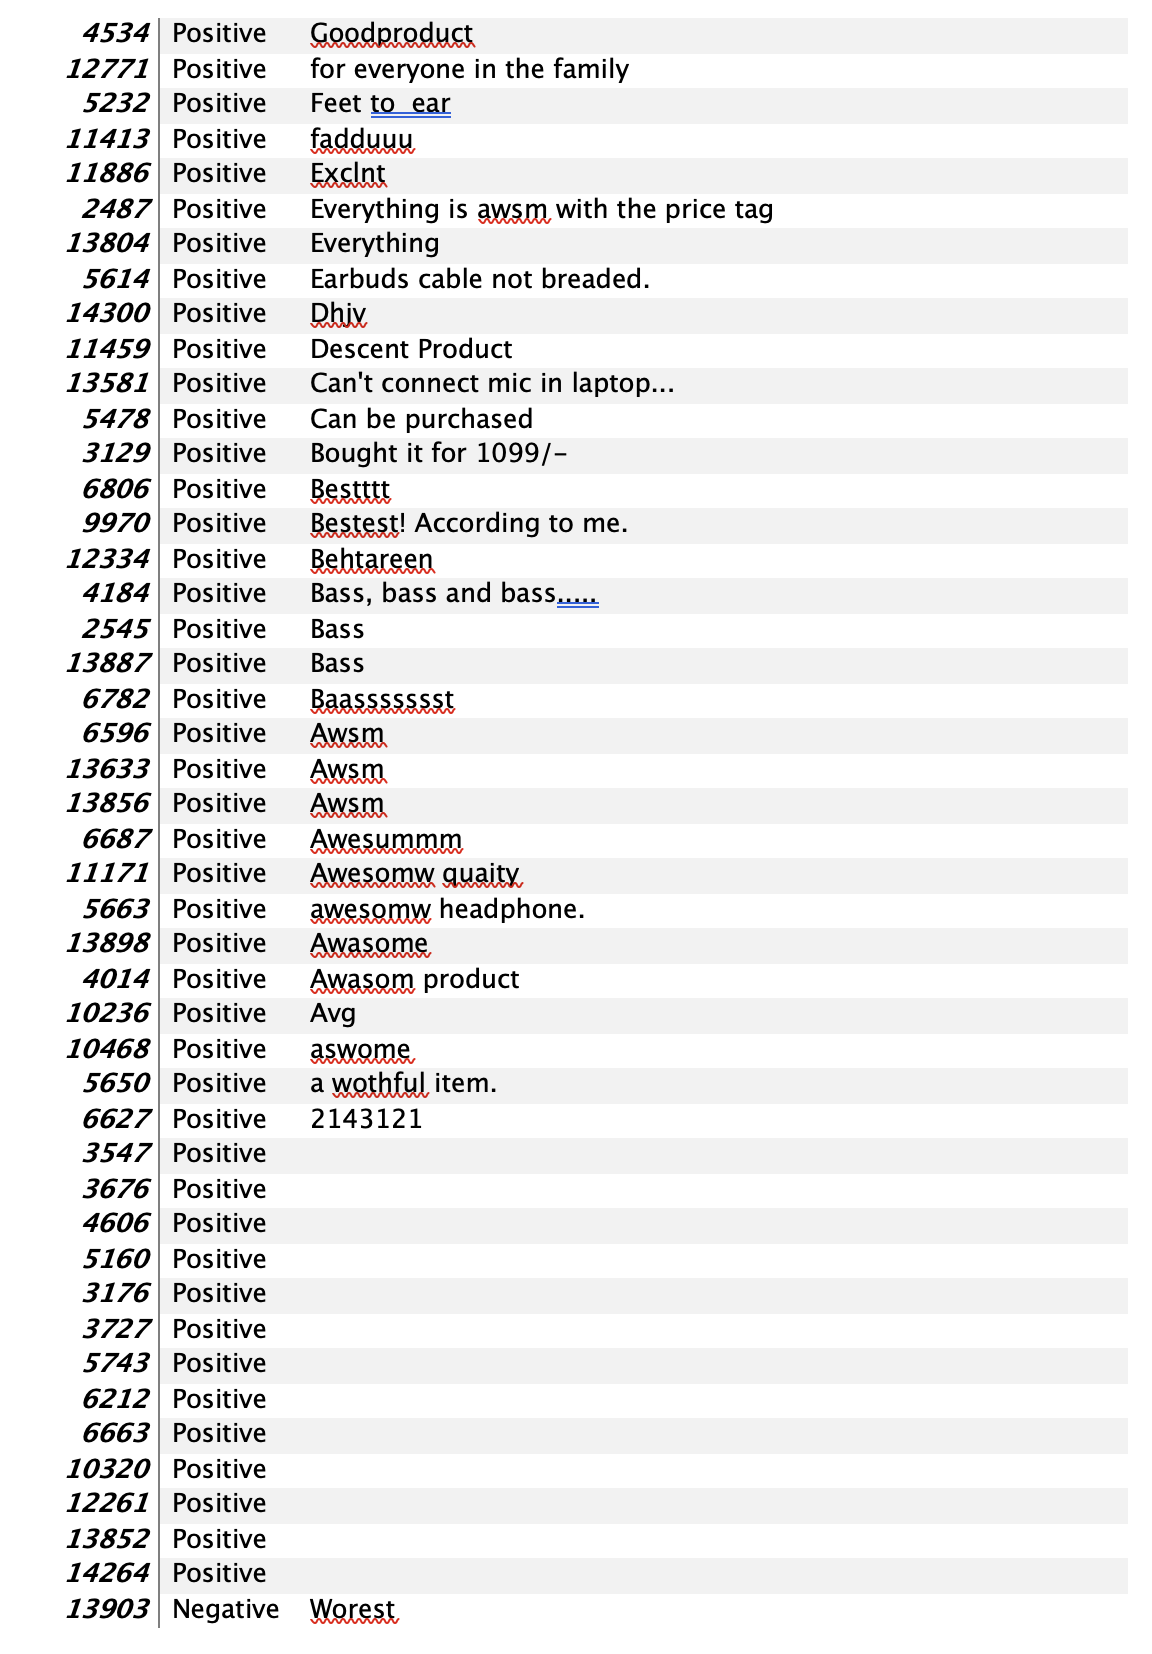 4534 Positive Goodproduct
12771 Positive for everyone in the family
5232 Positive Feet to  ear
11413 Positive fadduuu
11886 Positive Exclnt
2487 Positive Everything is awsm with the price tag
13804 Positive Everything
5614 Positive Earbuds cable not breaded.
14300 Positive Dhjv
11459 Positive Descent Product
13581 Positive Can't connect mic in laptop...
5478 Positive Can be purchased
3129 Positive Bought it for 1099/-
6806 Positive Bestttt
9970 Positive Bestest! According to me.
12334 Positive Behtareen
4184 Positive Bass, bass and bass.....
2545 Positive Bass
13887 Positive Bass
6782 Positive Baassssssst
6596 Positive Awsm
13633 Positive Awsm
13856 Positive Awsm
6687 Positive Awesummm
11171 Positive Awesomw quaity
5663 Positive awesomw headphone.
13898 Positive Awasome
4014 Positive Awasom product
10236 Positive Avg
10468 Positive aswome
5650 Positive a wothful item.
6627 Positive 2143121
3547 Positive
3676 Positive
4606 Positive
5160 Positive
3176 Positive
3727 Positive
5743 Positive
6212 Positive
6663 Positive
10320 Positive
12261 Positive
13852 Positive
14264 Positive
13903 Negative Worest